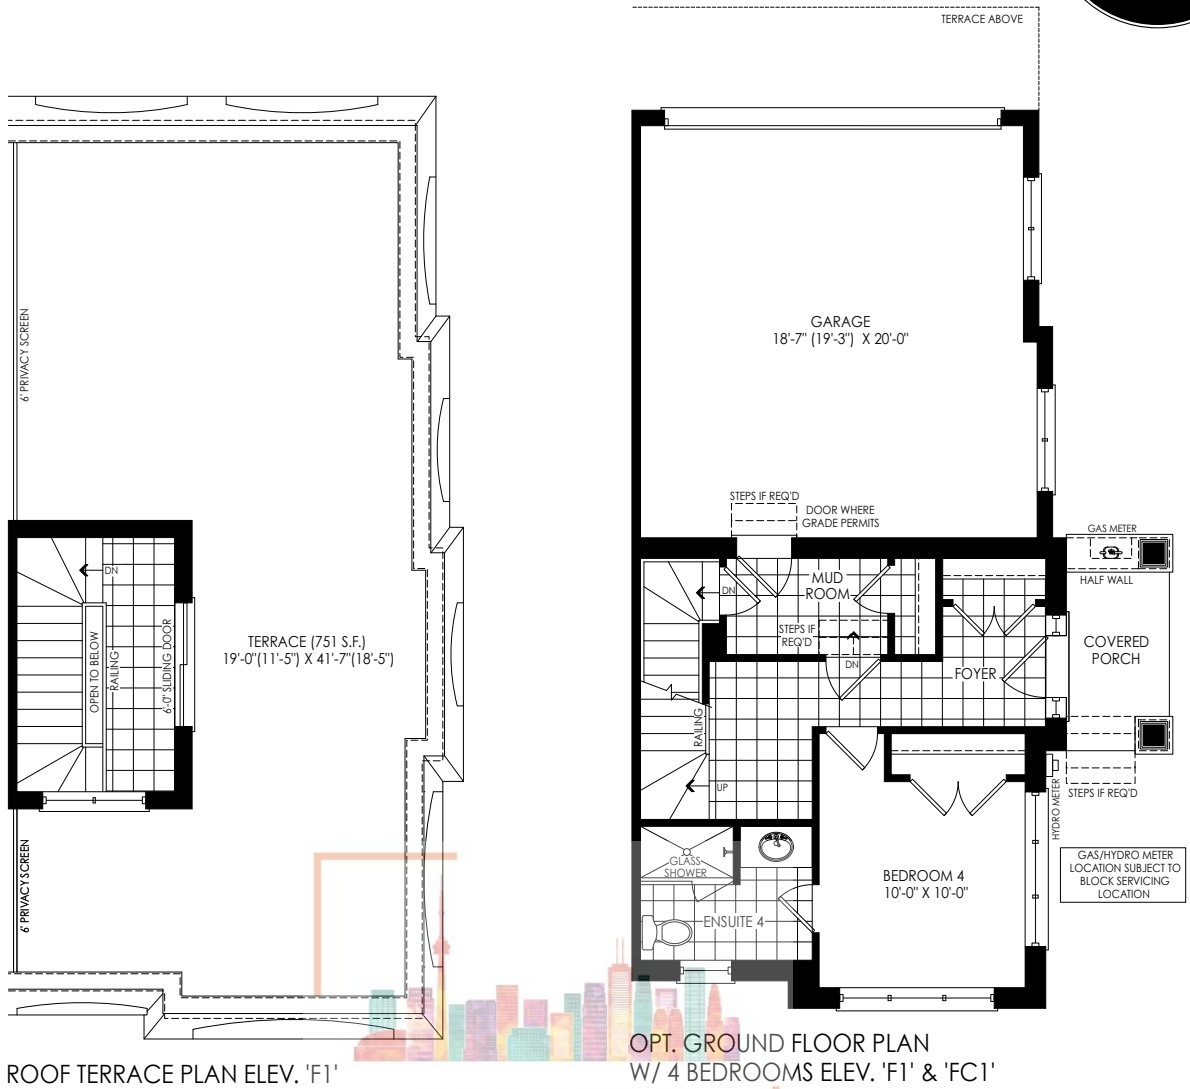 TERRACE ABOVE
6' PRIVACY SCREEN
DN
OPEN TO BELOW
RAILING
6'-0" SLIDING DOOR
TERRACE (751 S.F.)
19'-0"(11'-5") X 41'-7"(18'-5")
6' PRIVACY SCREEN
ROOF TERRACE PLAN ELEV. 'F1'
GARAGE
18'-7" (19'-3") X 20'-0"
STEPS IF REQ'D
DOOR WHERE
GRADE PERMITS
GAS METER
HALF WALL
MUD
ROOM
DN
STEPS IF
REQ'D
DN
FOYER
COVERED
PORCH
RAILING
UP
STEPS IF REQ'D
HYDRO METER
GLASS
SHOWER
ENSUITE 4
BEDROOM 4
10'-0" X 10'-0"
GAS/HYDRO METER
LOCATION SUBJECT TO
BLOCK SERVICING
LOCATION
OPT. GROUND FLOOR PLAN
W/ 4 BEDROOMS ELEV. 'F1' & 'FC1'